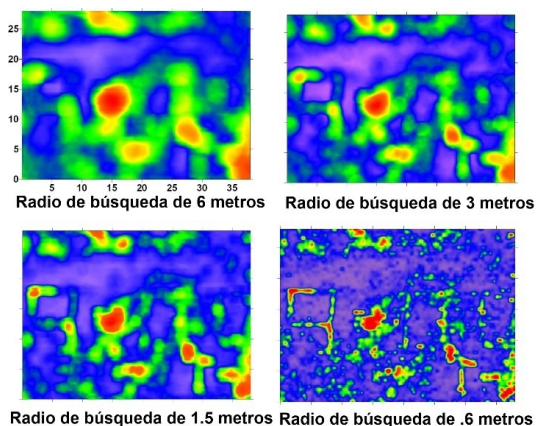 25
20
15
10
5
0
5 10 15 20 25 30 35
Radio de búsqueda de 6 metros
Radio de búsqueda de 3 metros
Radio de búsqueda de 1.5 metros
Radio de búsqueda de .6 metros